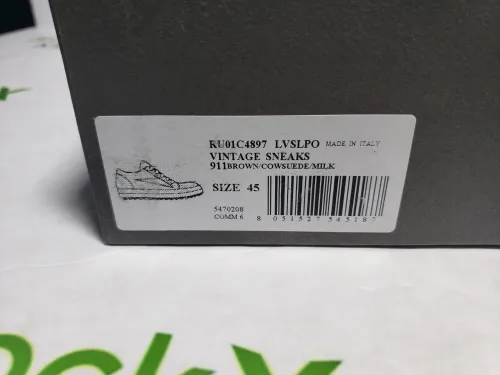 RU01C4897 LVSLPO MADE IN ITALY
VINTAGE SNEAKS
911BROWN/COWSUEDE/MILK
SIZE 45
5470208
COMM 6
8 051527 545187